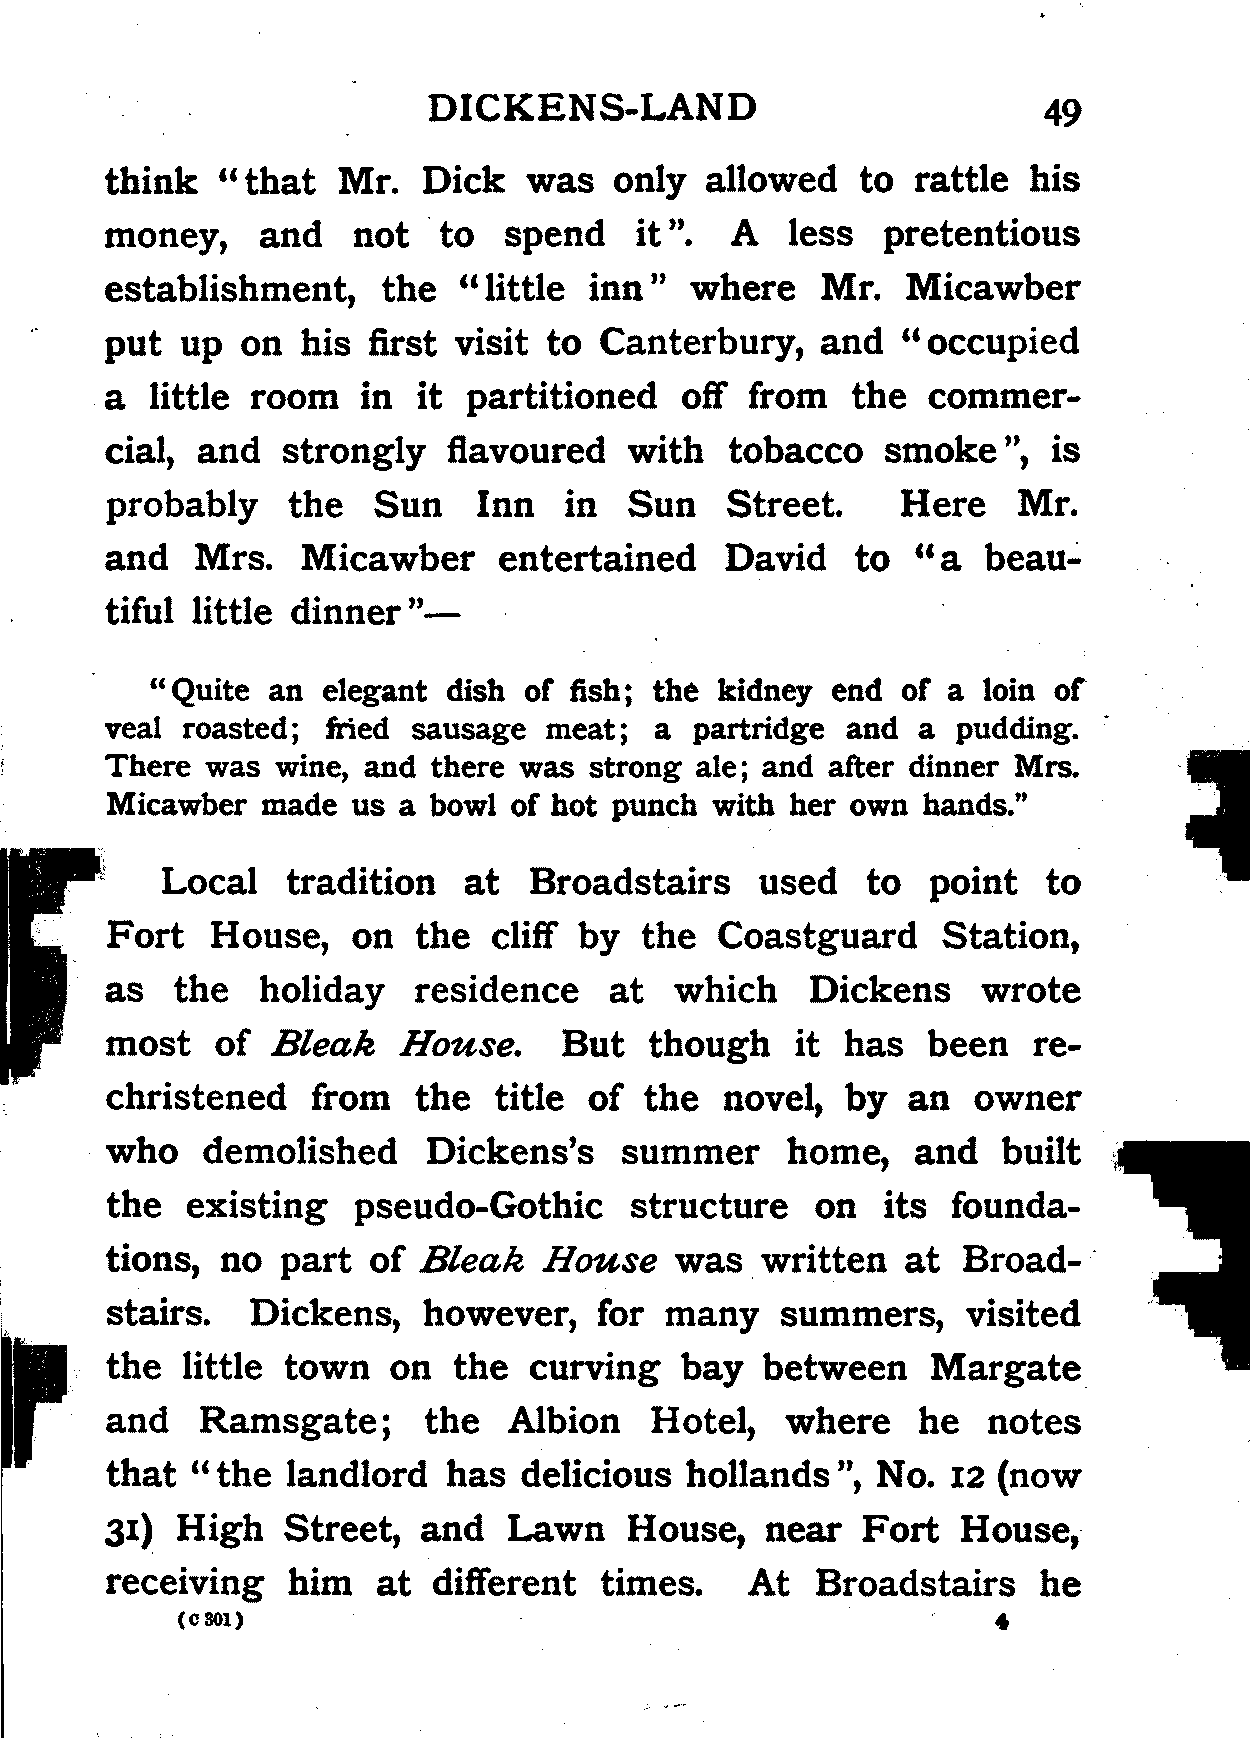 DICKENS-LAND 49
think "that Mr. Dick was only allowed to rattle his
money, and not to spend it". A less pretentious
establishment, the "little inn" where Mr. Micawber
put up on his first visit to Canterbury, and "occupied
a little room in it partitioned off from the commer-
cial, and strongly flavoured with tobacco smoke", is
probably the Sun Inn in Sun Street. Here Mr.
and Mrs. Micawber entertained David to "a beau-
tiful little dinner"—
"Quite an elegant dish of fish; the kidney end of a loin of
veal roasted; fried sausage meat; a partridge and a pudding.
There was wine, and there was strong ale; and after dinner Mrs.
Micawber made us a bowl of hot punch with her own hands."
Local tradition at Broadstairs used to point to
Fort House, on the cliff by the Coastguard Station,
as the holiday residence at which Dickens wrote
most of Bleak House. But though it has been re-
christened from the title of the novel, by an owner
who demolished Dickens's summer home, and built
the existing pseudo-Gothic structure on its founda-
tions, no part of Bleak House was written at Broad-
stairs. Dickens, however, for many summers, visited
the little town on the curving bay between Margate
and Ramsgate; the Albion Hotel, where he notes
that "the landlord has delicious hollands", No. 12 (now
31) High Street, and Lawn House, near Fort House,
receiving him at different times. At Broadstairs he
(C 301) 4